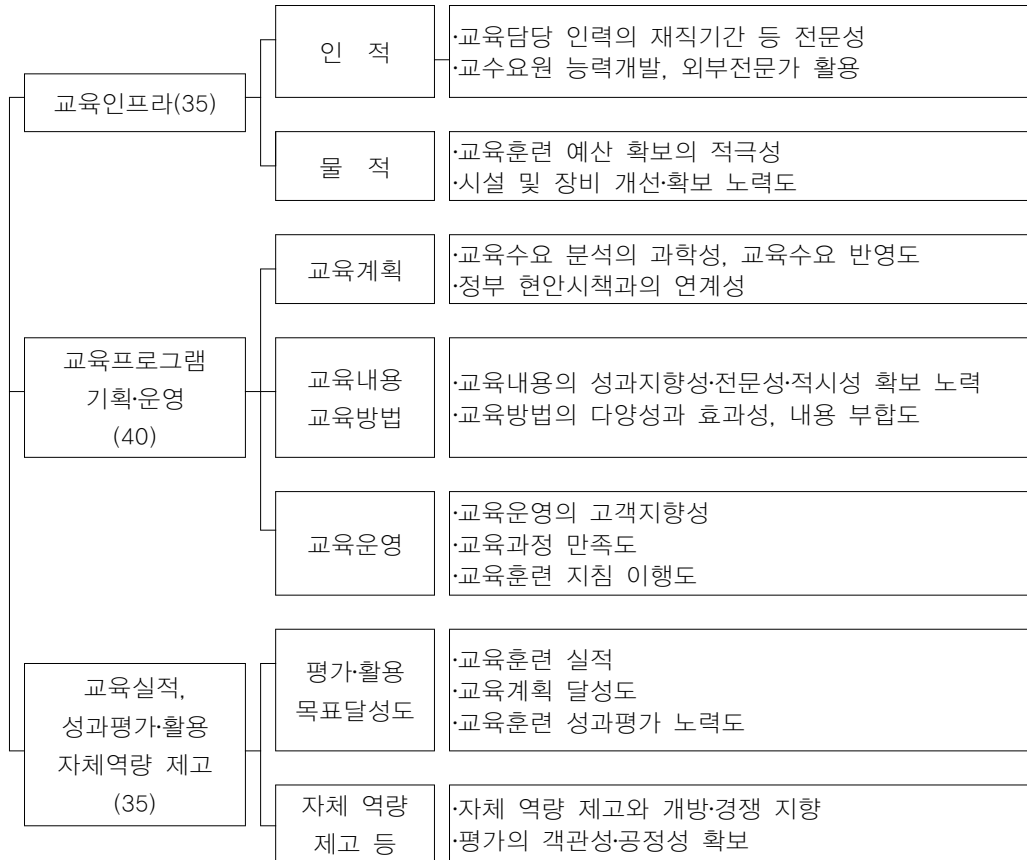 교육인프라(35)
인 적
·교육담당 인력의 재직기간 등 전문성
·교수요원 능력개발, 외부전문가 활용
물 적
·교육훈련 예산 확보의 적극성
·시설 및 장비 개선·확보 노력도
교육프로그램
기획·운영
(40)
교육계획
·교육수요 분석의 과학성, 교육수요 반영도
·정부 현안시책과의 연계성
교육내용
교육방법
·교육내용의 성과지향성·전문성·적시성 확보 노력
·교육방법의 다양성과 효과성, 내용 부합도
교육운영
·교육운영의 고객지향성
·교육과정 만족도
·교육훈련 지침 이행도
교육실적,
성과평가·활용
자체역량 제고
(35)
평가·활용
목표달성도
·교육훈련 실적
·교육계획 달성도
·교육훈련 성과평가 노력도
자체 역량
제고 등
·자체 역량 제고와 개방·경쟁 지향
·평가의 객관성·공정성 확보